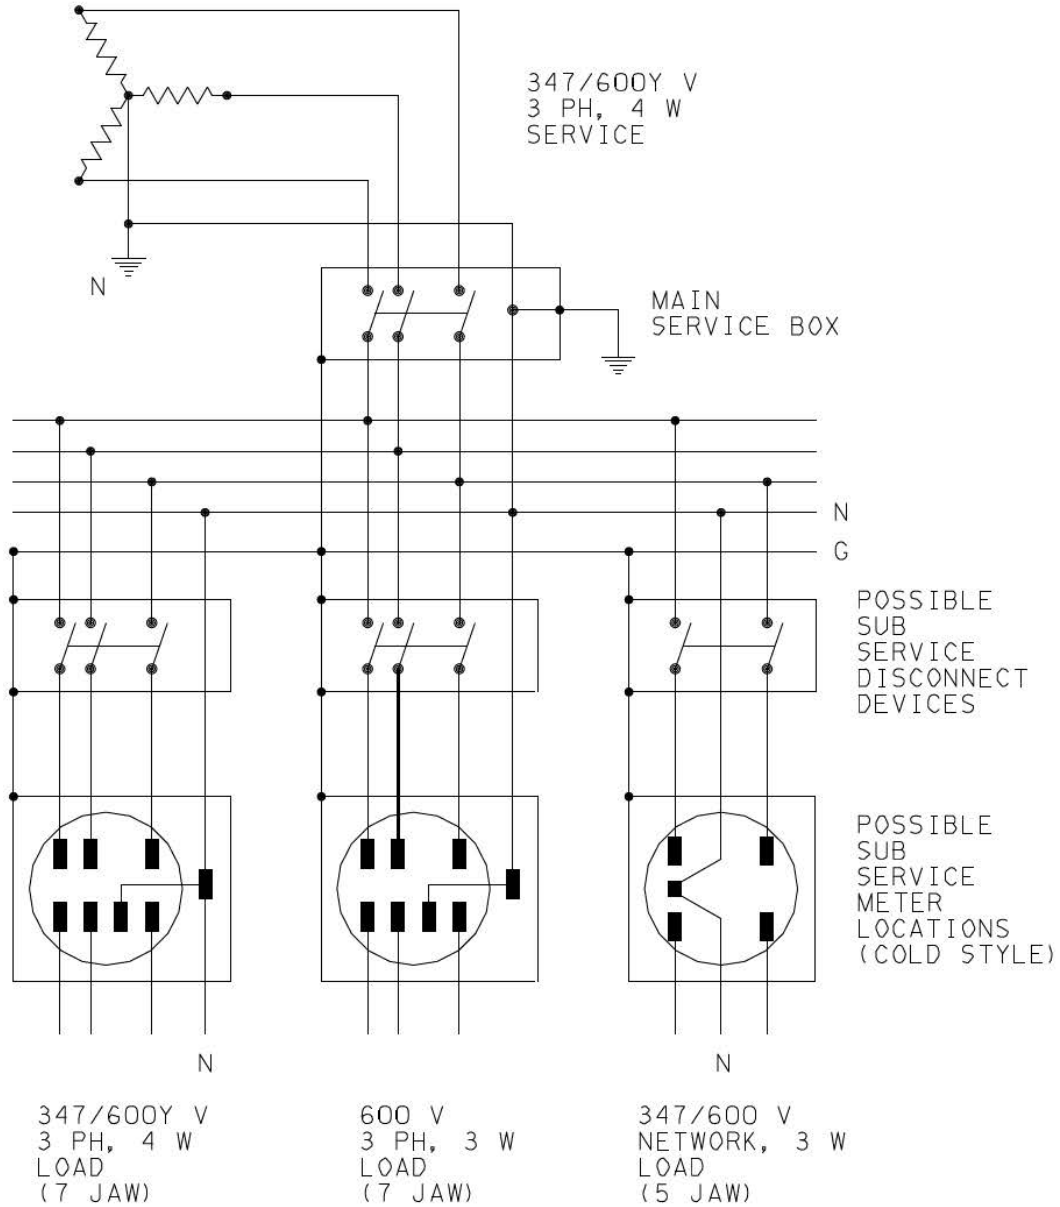 347/600Y V
3 PH, 4 W
SERVICE
N
MAIN
SERVICE BOX
N
G
POSSIBLE
SUB
SERVICE
DISCONNECT
DEVICES
POSSIBLE
SUB
SERVICE
METER
LOCATIONS
(COLD STYLE)
N
N
347/600Y V
3 PH, 4 W
LOAD
(7 JAW)
600 V
3 PH, 3 W
LOAD
(7 JAW)
347/600 V
NETWORK, 3 W
LOAD
(5 JAW)